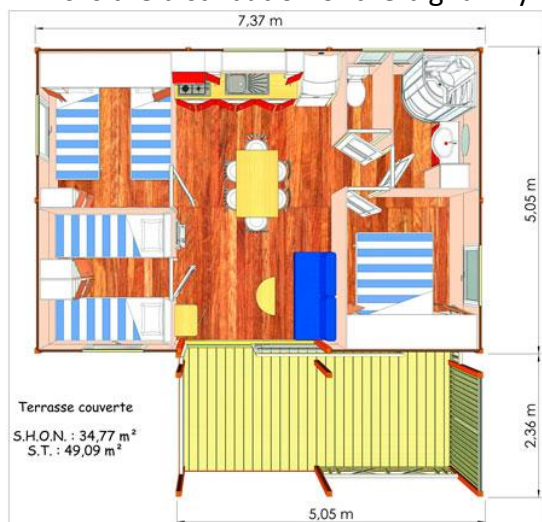 7,37 m
5,05 m
Terrasse couverte
S.H.O.N. : 34,77 m²
S.T. : 49,09 m²
2,36 m
5,05 m